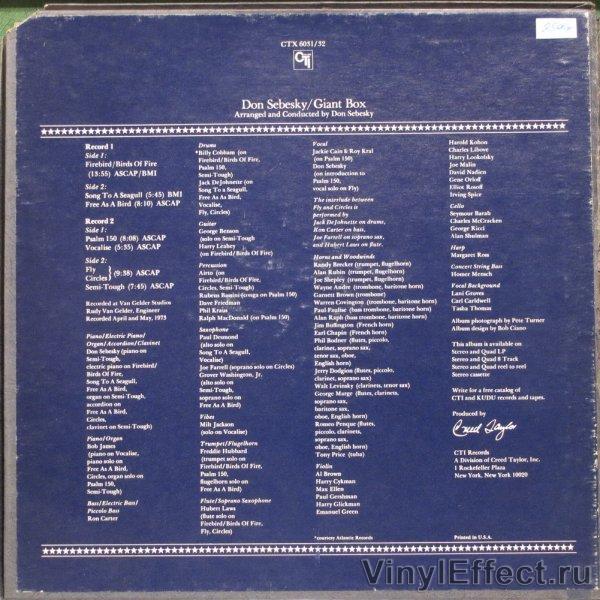 CTX 6031/32
CTi
Don Sebesky/Giant Box
Arranged and Conducted by Don Sebesky
Record 1
Side 1:
Firebird/Birds Of Fire
(13:55) ASCAP/BMI
Side 2:
Song To A Seagull (5:45) BMI
Free As A Bird (8:10) ASCAP
Record 2
Side 1:
Psalm 150 (8:08) ASCAP
Vocalise (5:35) ASCAP
Side 2:
Fly
Circles } (9:38) ASCAP
Semi-Tough (7:45) ASCAP
Recorded at Van Gelder Studios
Rudy Van Gelder, Engineer
Recorded April and May, 1973
Piano/Electric Piano/
Organ/Accordion/Clavinet
Don Sebesky (piano on
Semi-Tough,
electric piano on Firebird/
Birds Of Fire,
Song To A Seagull,
Free As A Bird,
organ on Semi-Tough,
accordion on
Free As A Bird,
Circles,
clavinet on Semi-Tough)
Piano/Organ
Bob James
(piano on Vocalise,
piano solo on
Free As A Bird,
Circles, organ solo on
Psalm 150,
Semi-Tough)
Bass/Electric Bass/
Piccolo Bass
Ron Carter
Drums
*Billy Cobham (on
Firebird/Birds Of Fire,
Psalm 150,
Semi-Tough)
Jack DeJohnette (on
Song To A Seagull,
Free As A Bird,
Vocalise,
Fly, Circles)
Guitar
George Benson
(solo on Semi-Tough
Harry Leahey
(on Firebird/Birds Of Fire)
Percussion
Airto (on
Firebird/Birds Of Fire,
Circles, Semi-Tough)
Rubens Bassini (conga on Psalm 150)
Dave Friedman
Phil Kraus
Ralph MacDonald (on Psalm 150)
Saxophone
Paul Desmond
(alto solo on
Song To A Seagull,
Vocalise)
Joe Farrell (soprano solo on Circles)
Grover Washington, Jr.
(alto solo on
Semi-Tough,
soprano solo on
Free As A Bird)
Vibes
Milt Jackson
(solo on Vocalise)
Trumpet/Flugelhorn
Freddie Hubbard
(trumpet solo on
Firebird/Birds Of Fire,
Psalm 150,
flugelhorn solo on
Free As A Bird)
Flute/Soprano Saxophone
Hubert Laws
(flute solo on
Firebird/Birds Of Fire,
Fly, Circles)
Vocal
Jackie Cain & Roy Kral
(on Psalm 150)
Don Sebesky
(on introduction to
Psalm 150,
vocal solo on Fly)
The interlude between
Fly and Circles is
performed by
Jack DeJohnette on drums,
Ron Carter on bass,
Joe Farrell on soprano sax,
and Hubert Laws on flute.
Horns and Woodwinds
Randy Brecker (trumpet, flugelhorn)
Alan Rubin (trumpet, flugelhorn)
Joe Shepley (trumpet, flugelhorn)
Wayne Andre (trombone, baritone horn)
Garnett Brown (trombone)
Warren Covington (trombone, baritone horn)
Paul Faulise (bass trombone, baritone horn)
Alan Raph (bass trombone, baritone horn)
Jim Buffington (French horn)
Earl Chapin (French horn)
Phil Bodner (flutes, piccolo,
clarinet, soprano sax,
tenor sax, oboe,
English horn)
Jerry Dodgion (flutes, piccolo,
clarinet, soprano sax,
Walt Levinsky (clarinets, tenor sax)
George Marge (flutes, clarinet,
soprano sax,
baritone sax,
oboe, English horn)
Romeo Penque (flutes,
piccolo, clarinets,
soprano sax,
oboe, English horn)
Tony Price (tuba)
Violin
Al Brown
Harry Cykman
Max Ellen
Paul Gershman
Harry Glickman
Emanuel Green
*courtesy Atlantic Records
Harold Kohon
Charles Libove
Harry Lookofsky
Joe Malin
David Nadien
Gene Orloff
Elliot Rosoff
Irving Spice
Cello
Seymour Barab
Charles McCracken
George Ricci
Alan Shulman
Harp
Margaret Ross
Concert String Bass
Homer Mensch
Vocal Background
Lani Groves
Carl Carldwell
Tasha Thomas
Album photograph by Pete Turner
Album design by Bob Ciano
This album is available on
Stereo and Quad LP
Stereo and Quad 8 Track
Stereo and Quad reel to reel
Stereo cassette
Write for a free catalog of
CTI and KUDU records and tapes.
Produced by
Creed Taylor
CTI Records
A Division of Creed Taylor, Inc.
1 Rockefeller Plaza
New York, New York 10020
Printed in U.S.A.
VinylEffect.ru